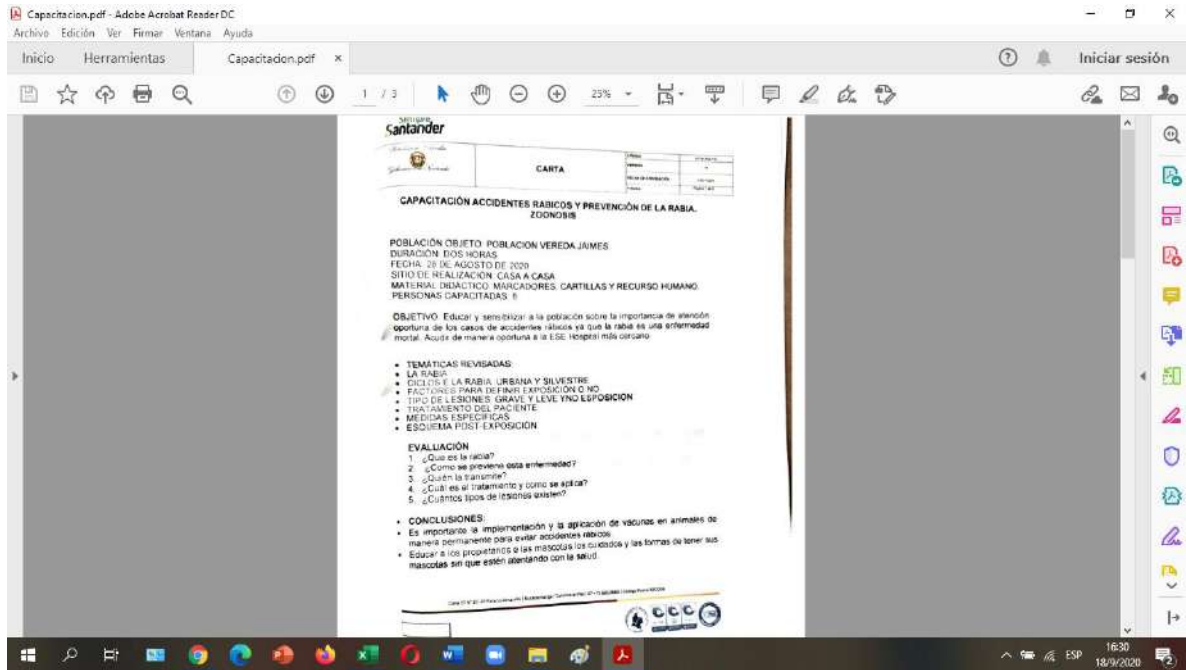 Capacitacion.pdf - Adobe Acrobat Reader DC
Archivo Edición Ver Firmar Ventana Ayuda
Inicio Herramientas Capacitacion.pdf × Iniciar sesión
1 / 3 23%
Siempre
Santander
CARTA
CAPACITACIÓN ACCIDENTES RABICOS Y PREVENCIÓN DE LA RABIA.
ZOONOSIS
POBLACIÓN OBJETO: POBLACION VEREDA JAIMES
DURACIÓN: DOS HORAS
FECHA: 28 DE AGOSTO DE 2020
SITIO DE REALIZACION: CASA A CASA
MATERIAL DIDACTICO: MARCADORES, CARTILLAS Y RECURSO HUMANO.
PERSONAS CAPACITADAS: 6
OBJETIVO: Educar y sensibilizar a la población sobre la importancia de atención
oportuna de los casos de accidentes rábicos ya que la rabia es una enfermedad
mortal. Acuda de manera oportuna a la ESE Hospital más cercano
• TEMÁTICAS REVISADAS:
• LA RABIA
• CICLOS E LA RABIA: URBANA Y SILVESTRE
• FACTORES PARA DEFINIR EXPOSICIÓN O NO
• TIPO DE LESIONES: GRAVE Y LEVE YNO ESPOSICION
• TRATAMIENTO DEL PACIENTE
• MEDIDAS ESPECIFICAS
• ESQUEMA POST-EXPOSICIÓN
EVALUACIÓN
1. ¿Que es la rabia?
2. ¿Como se previene esta enfermedad?
3. ¿Quién la transmite?
4. ¿Cuál es el tratamiento y como se aplica?
5. ¿Cuántos tipos de lesiones existen?
• CONCLUSIONES:
• Es importante la implementación y la aplicación de vacunas en animales de
manera permanente para evitar accidentes rábicos
• Educar a los propietarios e las mascotas los cuidados y las formas de tener sus
mascotas sin que estén atentando con la salud.
ESP
16:30
18/9/2020